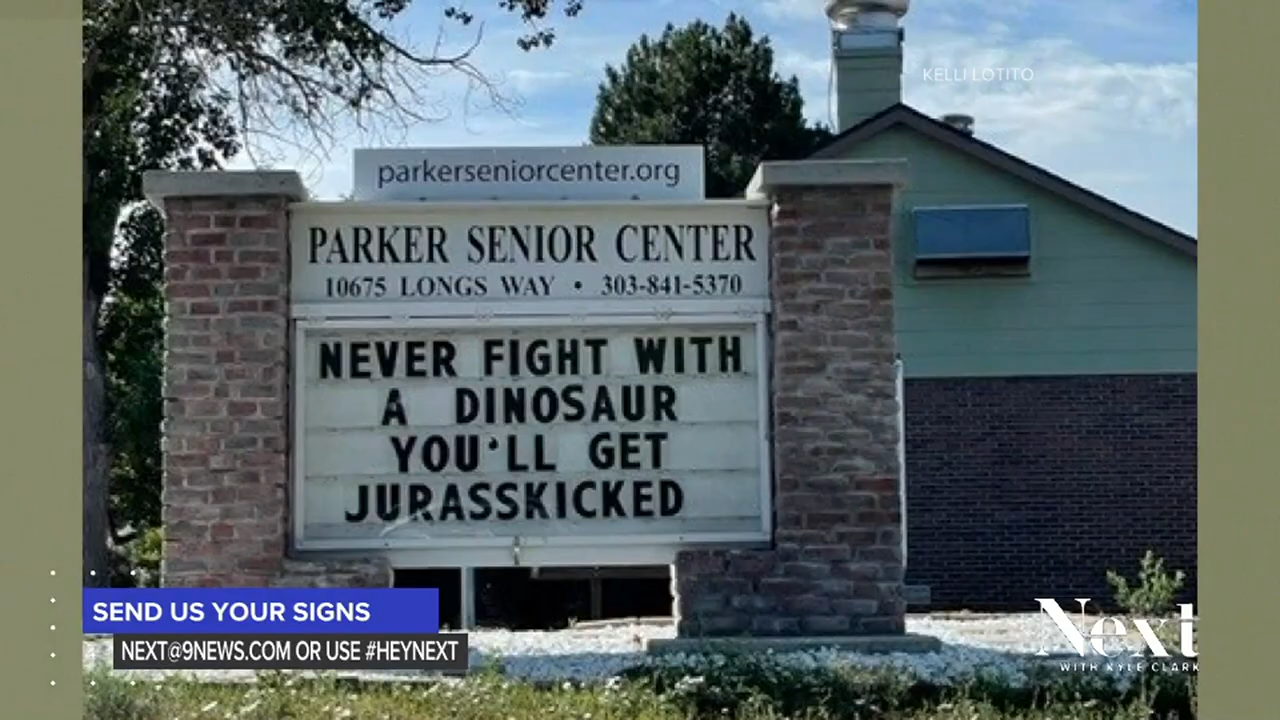 KELLI LOTITO
parkerseniorcenter.org
PARKER SENIOR CENTER
10675 LONGS WAY • 303-841-5370
NEVER FIGHT WITH
A DINOSAUR
YOU'LL GET
JURASSKICKED
SEND US YOUR SIGNS
NEXT@9NEWS.COM OR USE #HEYNEXT
Next
WITH KYLE CLARK